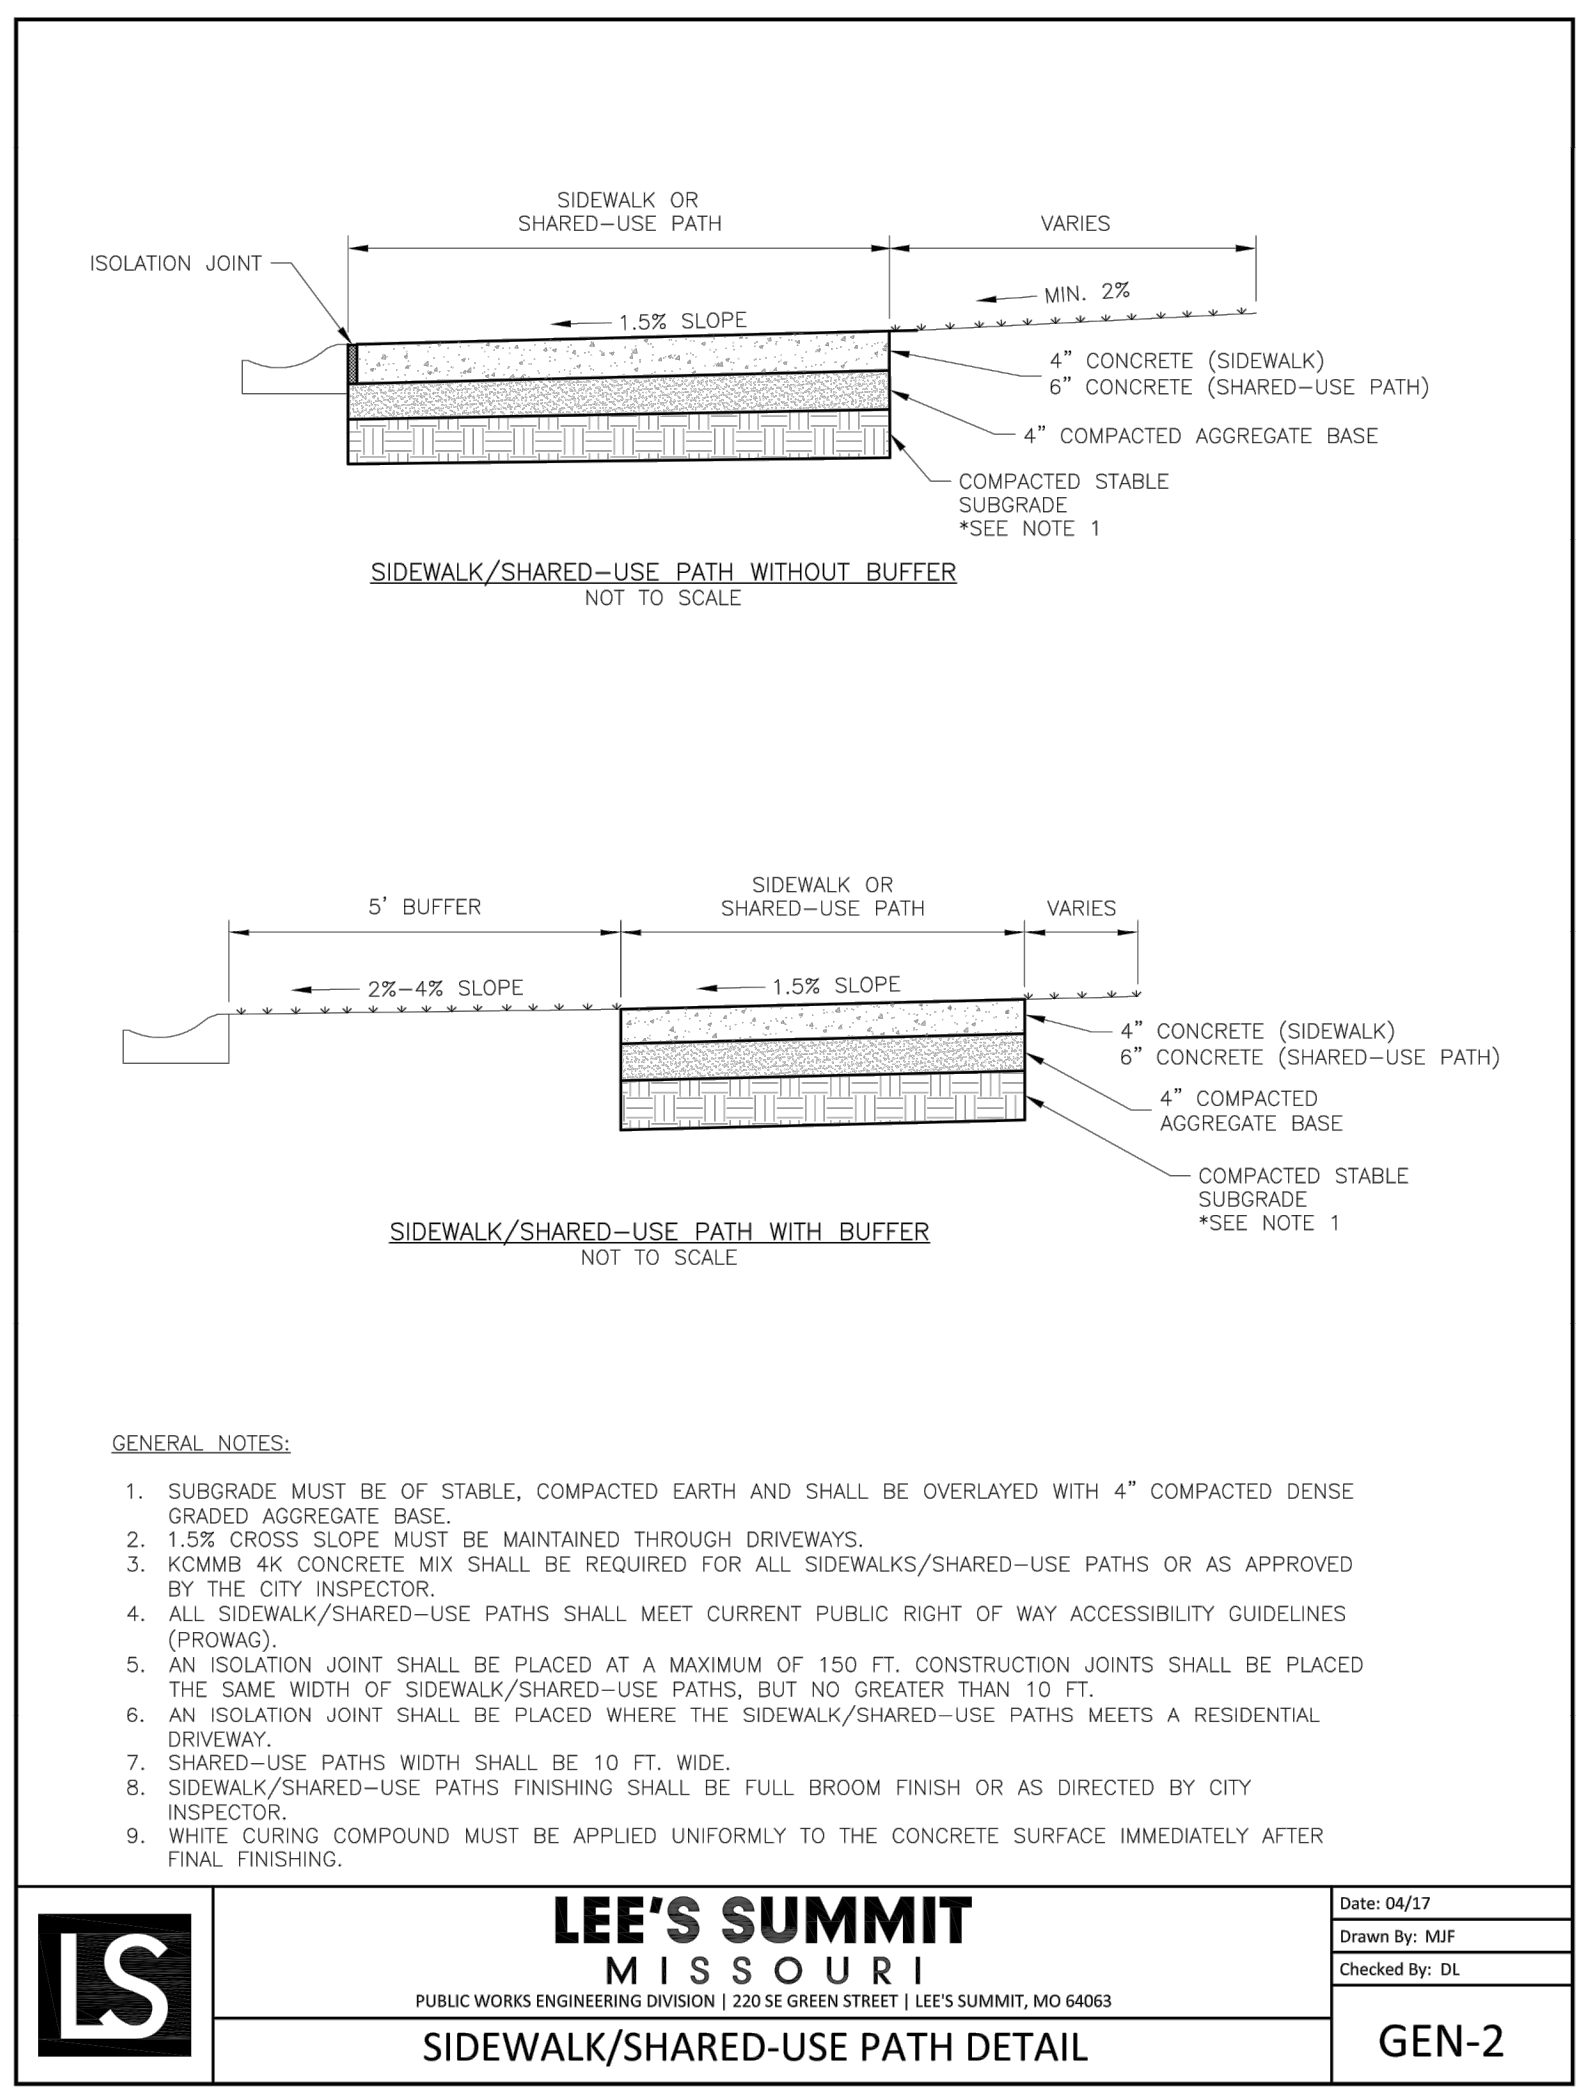 SIDEWALK OR
SHARED-USE PATH
VARIES
ISOLATION JOINT
MIN. 2%
1.5% SLOPE
4" CONCRETE (SIDEWALK)
6" CONCRETE (SHARED-USE PATH)
4" COMPACTED AGGREGATE BASE
COMPACTED STABLE
SUBGRADE
*SEE NOTE 1
SIDEWALK/SHARED-USE PATH WITHOUT BUFFER
NOT TO SCALE
5' BUFFER
SIDEWALK OR
SHARED-USE PATH
VARIES
2%-4% SLOPE
1.5% SLOPE
4" CONCRETE (SIDEWALK)
6" CONCRETE (SHARED-USE PATH)
4" COMPACTED
AGGREGATE BASE
COMPACTED STABLE
SUBGRADE
*SEE NOTE 1
SIDEWALK/SHARED-USE PATH WITH BUFFER
NOT TO SCALE
GENERAL NOTES:
1. SUBGRADE MUST BE OF STABLE, COMPACTED EARTH AND SHALL BE OVERLAYED WITH 4" COMPACTED DENSE
GRADED AGGREGATE BASE.
2. 1.5% CROSS SLOPE MUST BE MAINTAINED THROUGH DRIVEWAYS.
3. KCMMB 4K CONCRETE MIX SHALL BE REQUIRED FOR ALL SIDEWALKS/SHARED-USE PATHS OR AS APPROVED
BY THE CITY INSPECTOR.
4. ALL SIDEWALK/SHARED-USE PATHS SHALL MEET CURRENT PUBLIC RIGHT OF WAY ACCESSIBILITY GUIDELINES
(PROWAG).
5. AN ISOLATION JOINT SHALL BE PLACED AT A MAXIMUM OF 150 FT. CONSTRUCTION JOINTS SHALL BE PLACED
THE SAME WIDTH OF SIDEWALK/SHARED-USE PATHS, BUT NO GREATER THAN 10 FT.
6. AN ISOLATION JOINT SHALL BE PLACED WHERE THE SIDEWALK/SHARED-USE PATHS MEETS A RESIDENTIAL
DRIVEWAY.
7. SHARED-USE PATHS WIDTH SHALL BE 10 FT. WIDE.
8. SIDEWALK/SHARED-USE PATHS FINISHING SHALL BE FULL BROOM FINISH OR AS DIRECTED BY CITY
INSPECTOR.
9. WHITE CURING COMPOUND MUST BE APPLIED UNIFORMLY TO THE CONCRETE SURFACE IMMEDIATELY AFTER
FINAL FINISHING.
LS
LEE'S SUMMIT
MISSOURI
PUBLIC WORKS ENGINEERING DIVISION | 220 SE GREEN STREET | LEE'S SUMMIT, MO 64063
SIDEWALK/SHARED-USE PATH DETAIL
Date: 04/17
Drawn By: MJF
Checked By: DL
GEN-2